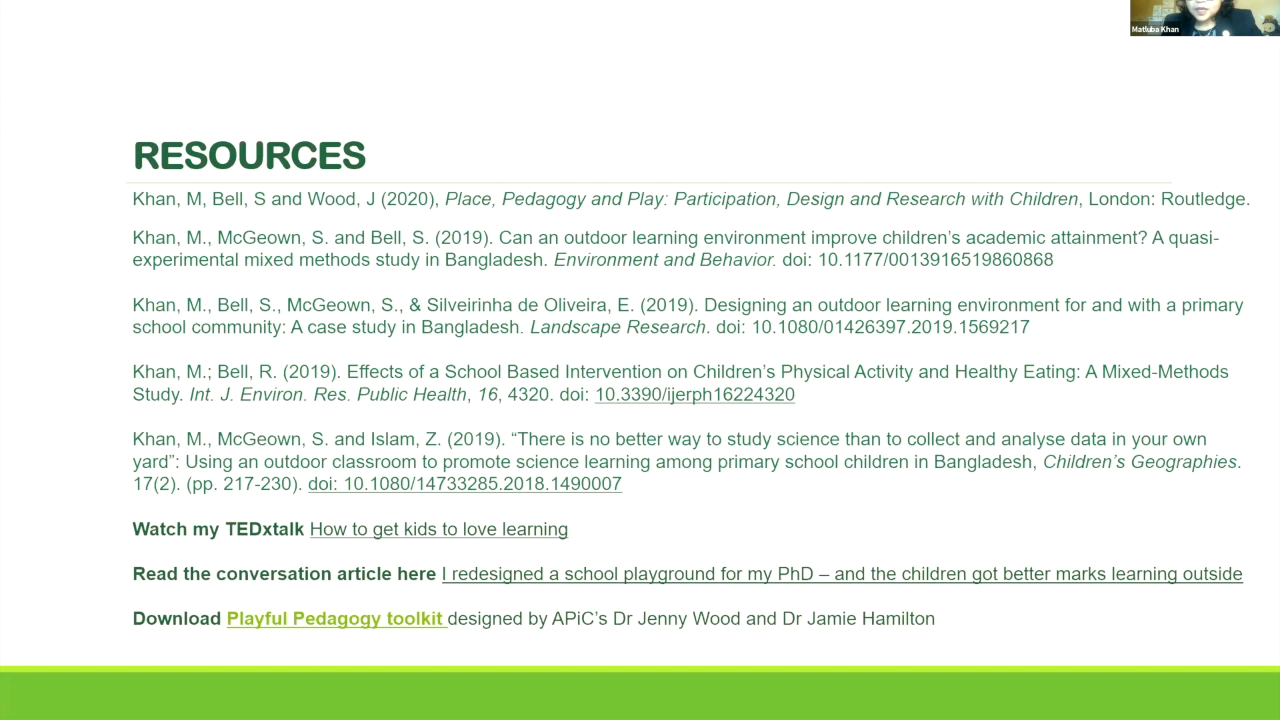 Matluba Khan
RESOURCES
Khan, M, Bell, S and Wood, J (2020), Place, Pedagogy and Play: Participation, Design and Research with Children, London: Routledge.
Khan, M., McGeown, S. and Bell, S. (2019). Can an outdoor learning environment improve children’s academic attainment? A quasi-
experimental mixed methods study in Bangladesh. Environment and Behavior. doi: 10.1177/0013916519860868
Khan, M., Bell, S., McGeown, S., & Silveirinha de Oliveira, E. (2019). Designing an outdoor learning environment for and with a primary
school community: A case study in Bangladesh. Landscape Research. doi: 10.1080/01426397.2019.1569217
Khan, M.; Bell, R. (2019). Effects of a School Based Intervention on Children’s Physical Activity and Healthy Eating: A Mixed-Methods
Study. Int. J. Environ. Res. Public Health, 16, 4320. doi: 10.3390/ijerph16224320
Khan, M., McGeown, S. and Islam, Z. (2019). “There is no better way to study science than to collect and analyse data in your own
yard”: Using an outdoor classroom to promote science learning among primary school children in Bangladesh, Children’s Geographies.
17(2). (pp. 217-230). doi: 10.1080/14733285.2018.1490007
Watch my TEDxtalk How to get kids to love learning
Read the conversation article here I redesigned a school playground for my PhD – and the children got better marks learning outside
Download Playful Pedagogy toolkit designed by APiC’s Dr Jenny Wood and Dr Jamie Hamilton